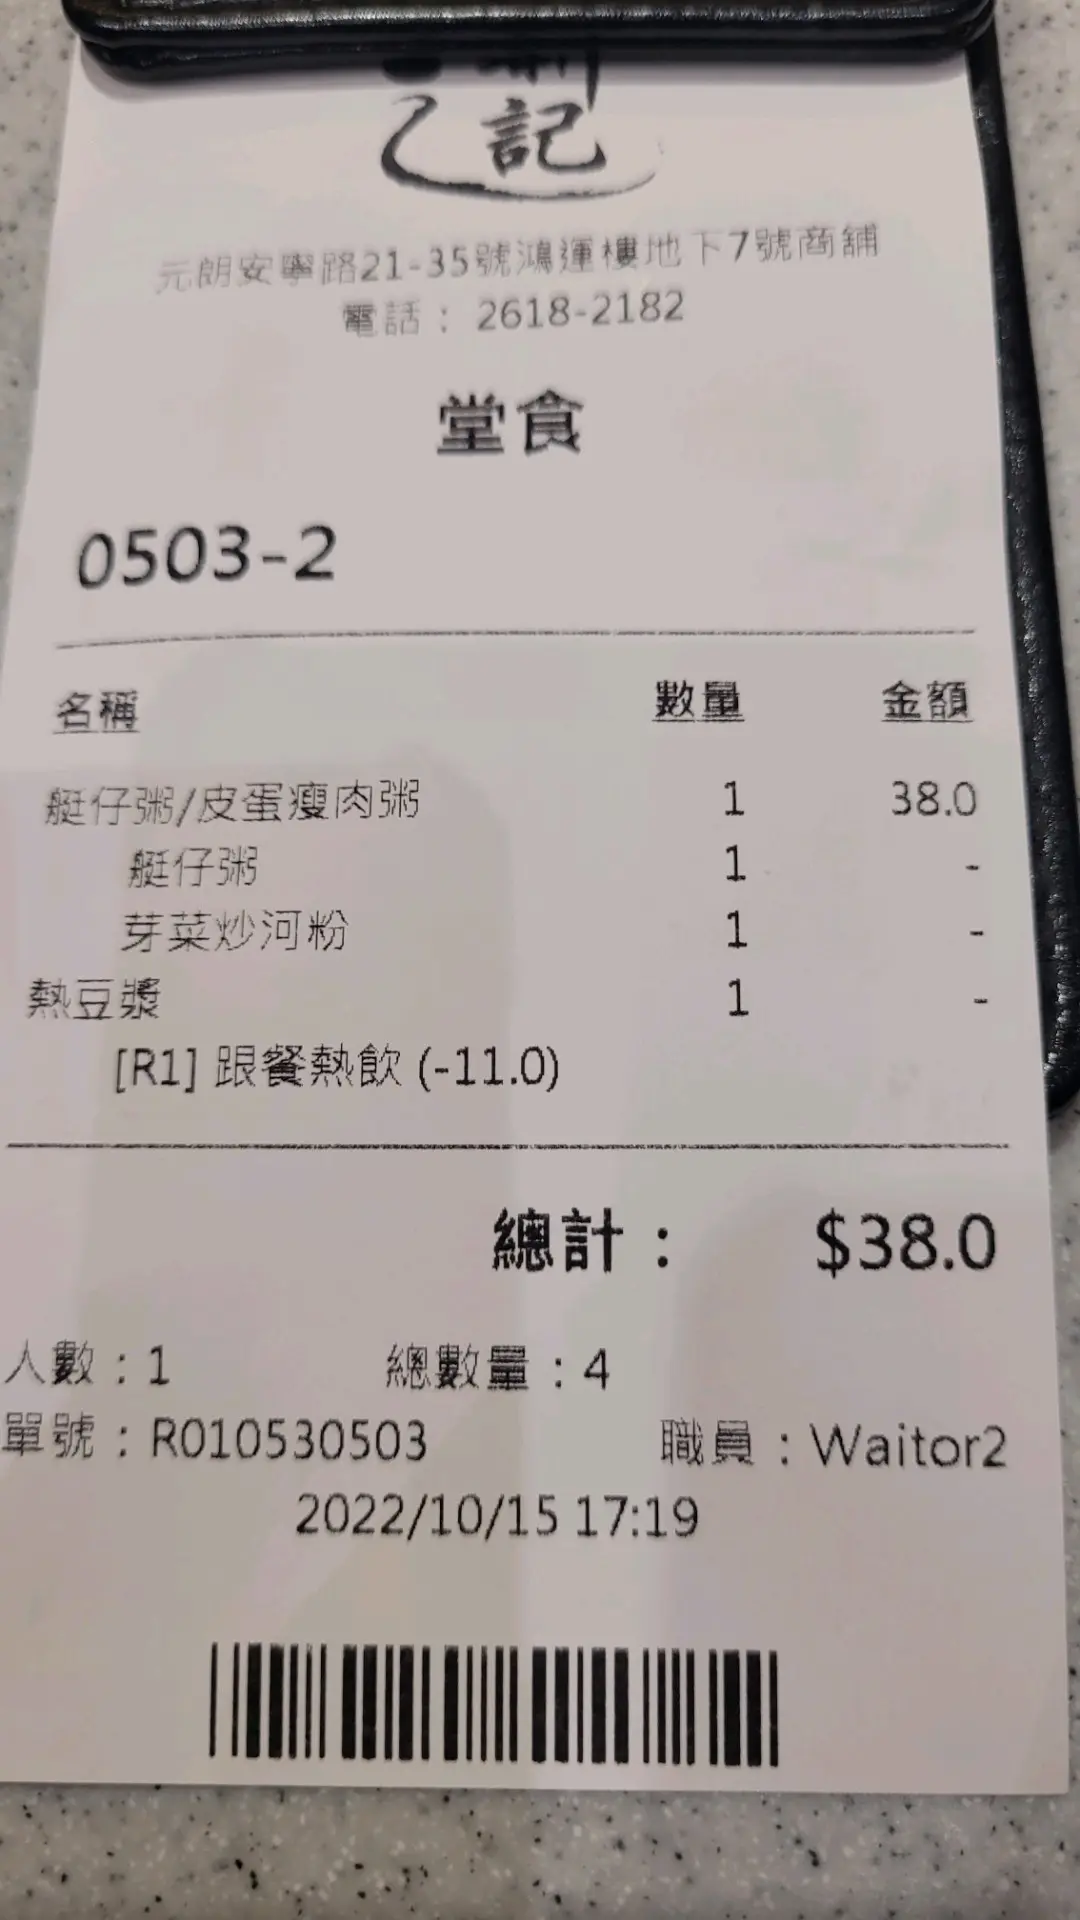 記
元朗安寧路21-35號鴻運樓地下7號商舖
電話： 2618-2182
堂食
0503-2
名稱 數量 金額
艇仔粥/皮蛋瘦肉粥 1 38.0
艇仔粥 1 -
芽菜炒河粉 1 -
熱豆漿 1 -
[R1] 跟餐熱飲 (-11.0)
總計： $38.0
人數：1 總數量：4
單號：R010530503 職員：Waitor2
2022/10/15 17:19